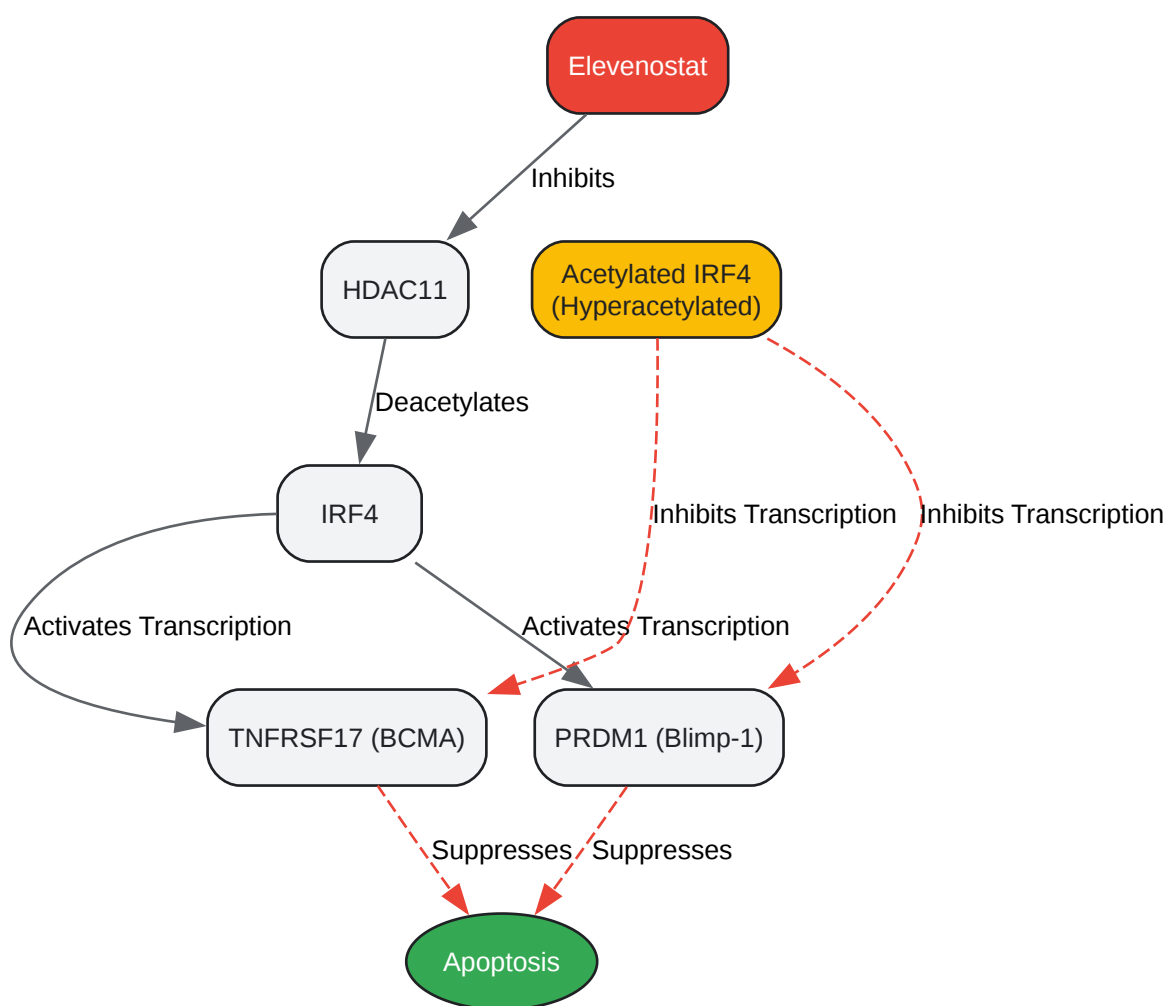 Elevenostat
Inhibits
HDAC11
Acetylated IRF4
(Hyperacetylated)
Deacetylates
IRF4
Inhibits Transcription
Inhibits Transcription
Activates Transcription
Activates Transcription
TNFRSF17 (BCMA)
PRDM1 (Blimp-1)
Suppresses
Suppresses
Apoptosis